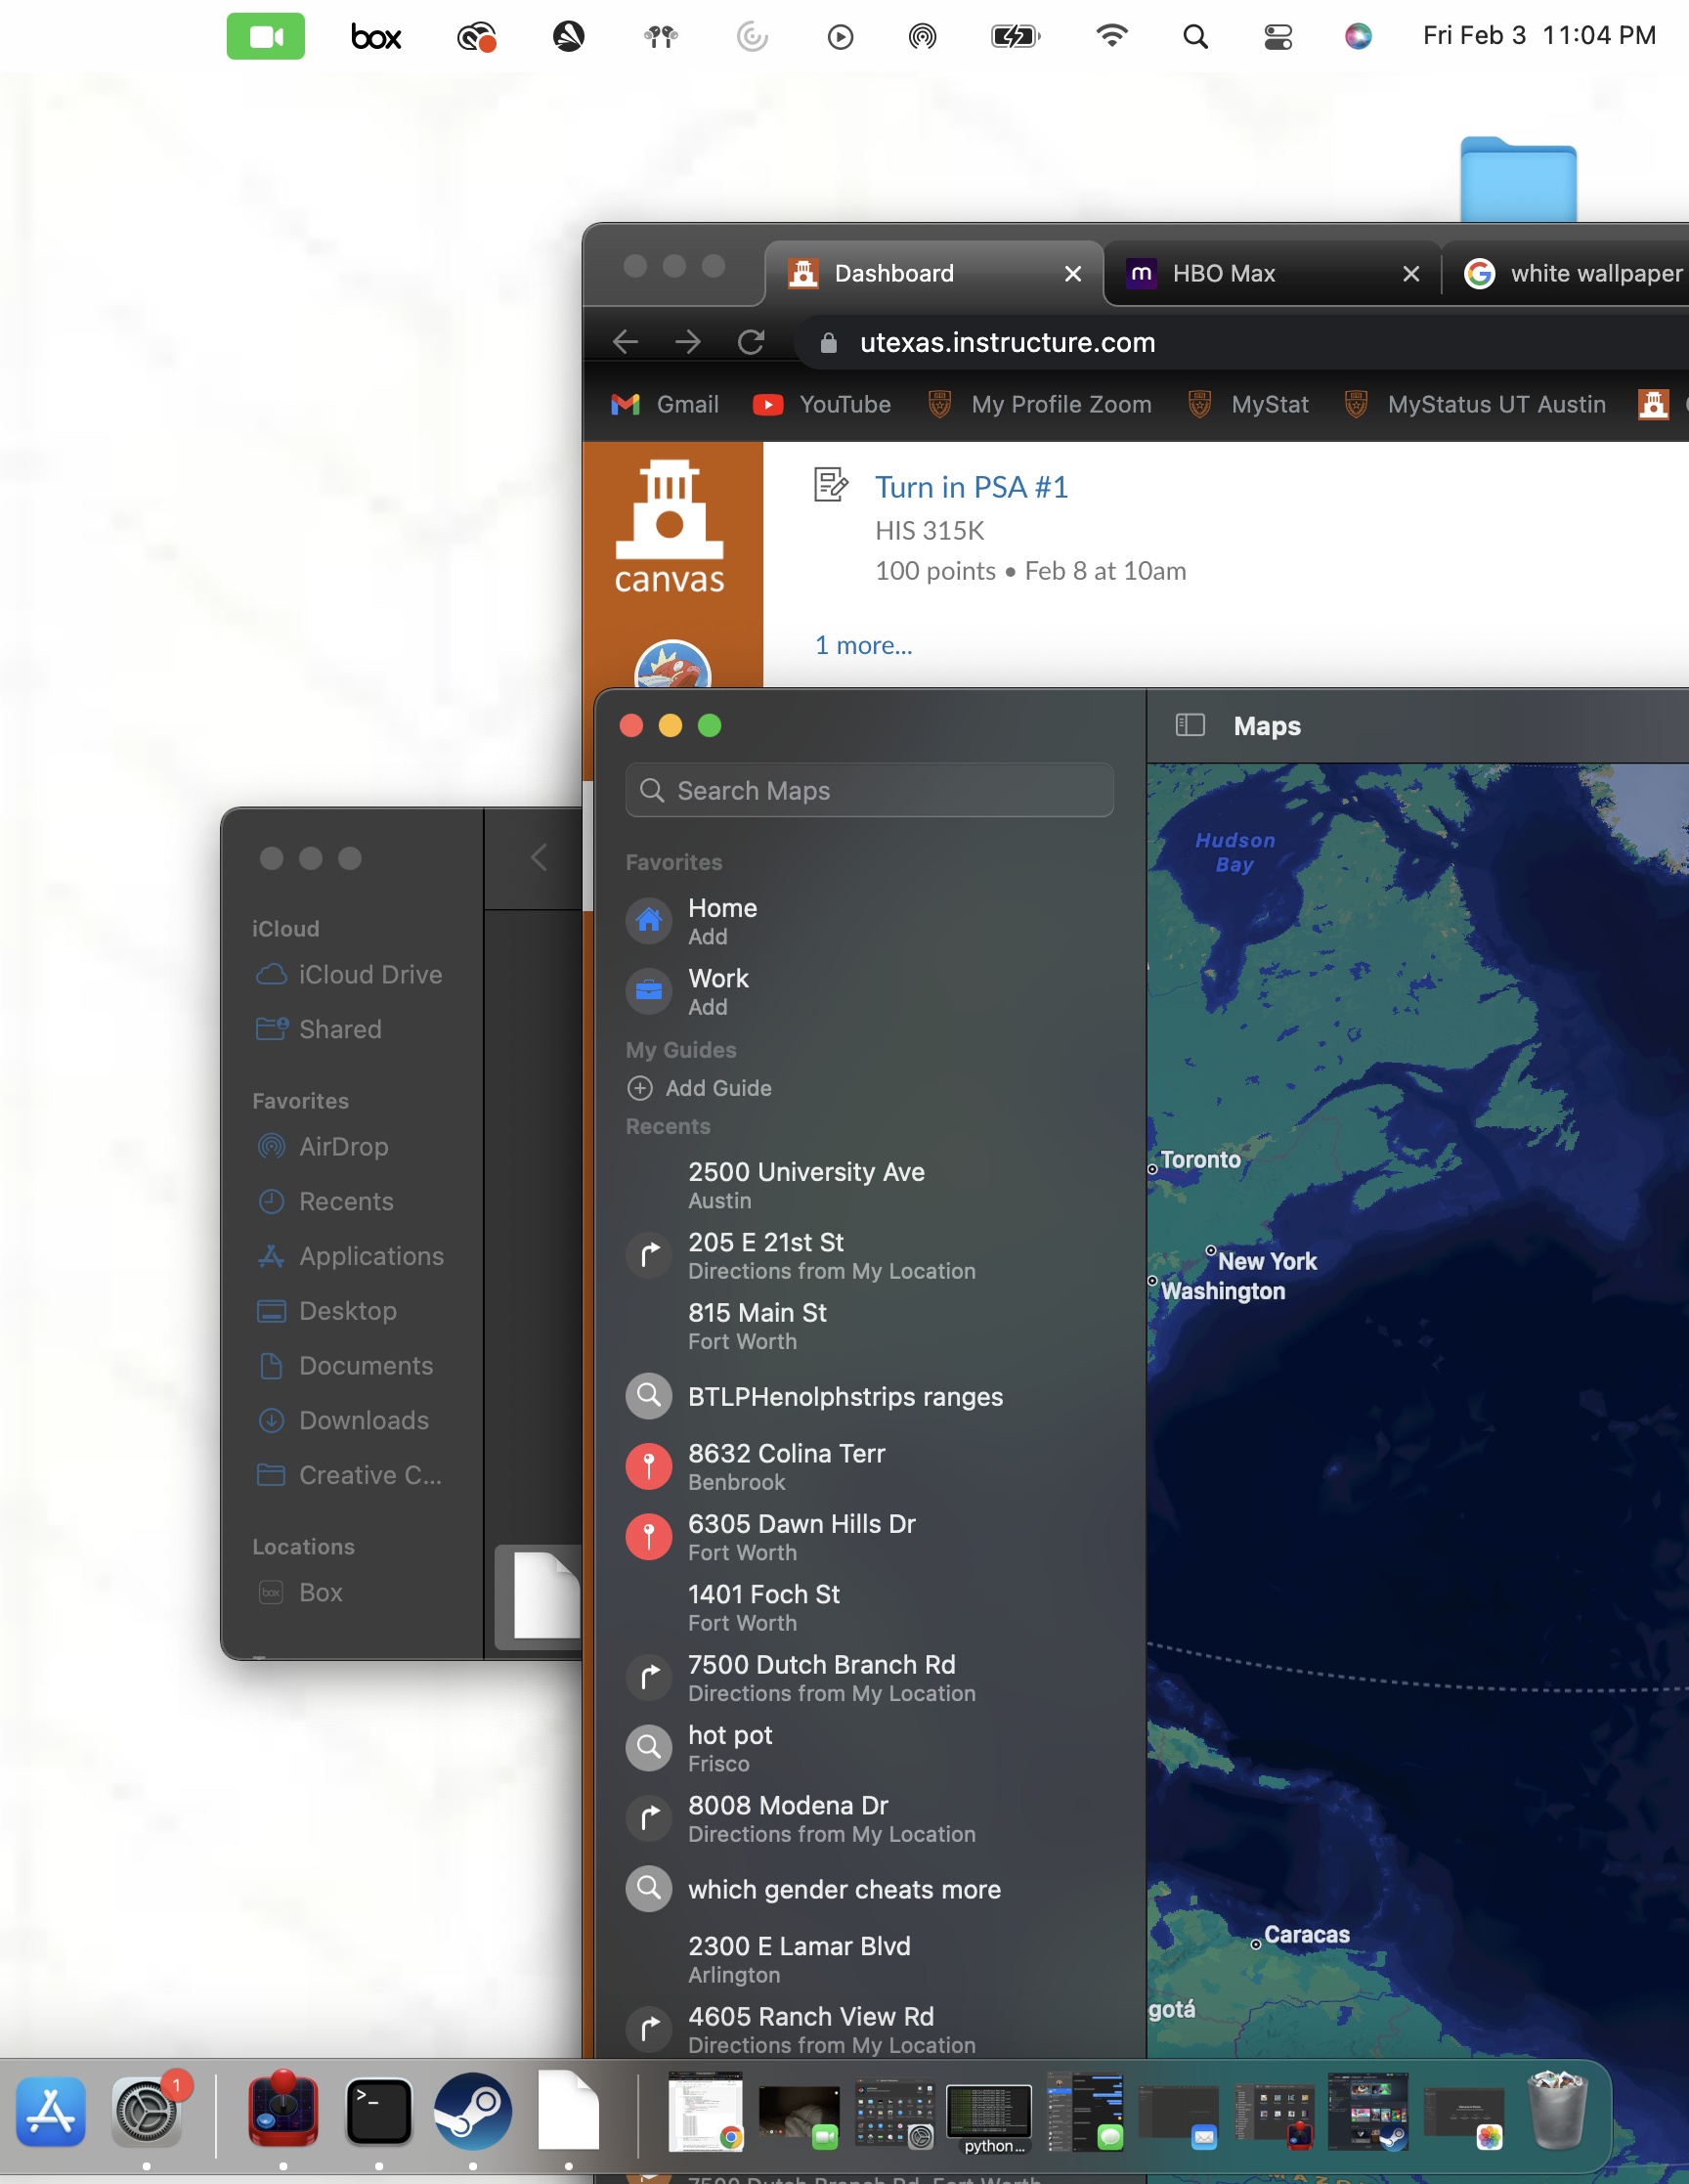 box
Fri Feb 3 11:04 PM
Dashboard
HBO Max
white wallpaper
utexas.instructure.com
Gmail
YouTube
My Profile Zoom
MyStat
MyStatus UT Austin
canvas
Turn in PSA #1
HIS 315K
100 points • Feb 8 at 10am
1 more...
iCloud
iCloud Drive
Shared
Favorites
AirDrop
Recents
Applications
Desktop
Documents
Downloads
Creative C...
Locations
box
Box
Maps
Search Maps
Favorites
Home
Add
Work
Add
My Guides
Add Guide
Recents
2500 University Ave
Austin
205 E 21st St
Directions from My Location
815 Main St
Fort Worth
BTLPHenolphstrips ranges
8632 Colina Terr
Benbrook
6305 Dawn Hills Dr
Fort Worth
1401 Foch St
Fort Worth
7500 Dutch Branch Rd
Directions from My Location
hot pot
Frisco
8008 Modena Dr
Directions from My Location
which gender cheats more
2300 E Lamar Blvd
Arlington
4605 Ranch View Rd
Directions from My Location
Hudson
Bay
Toronto
New York
Washington
Caracas
gotá
1
>_
python...